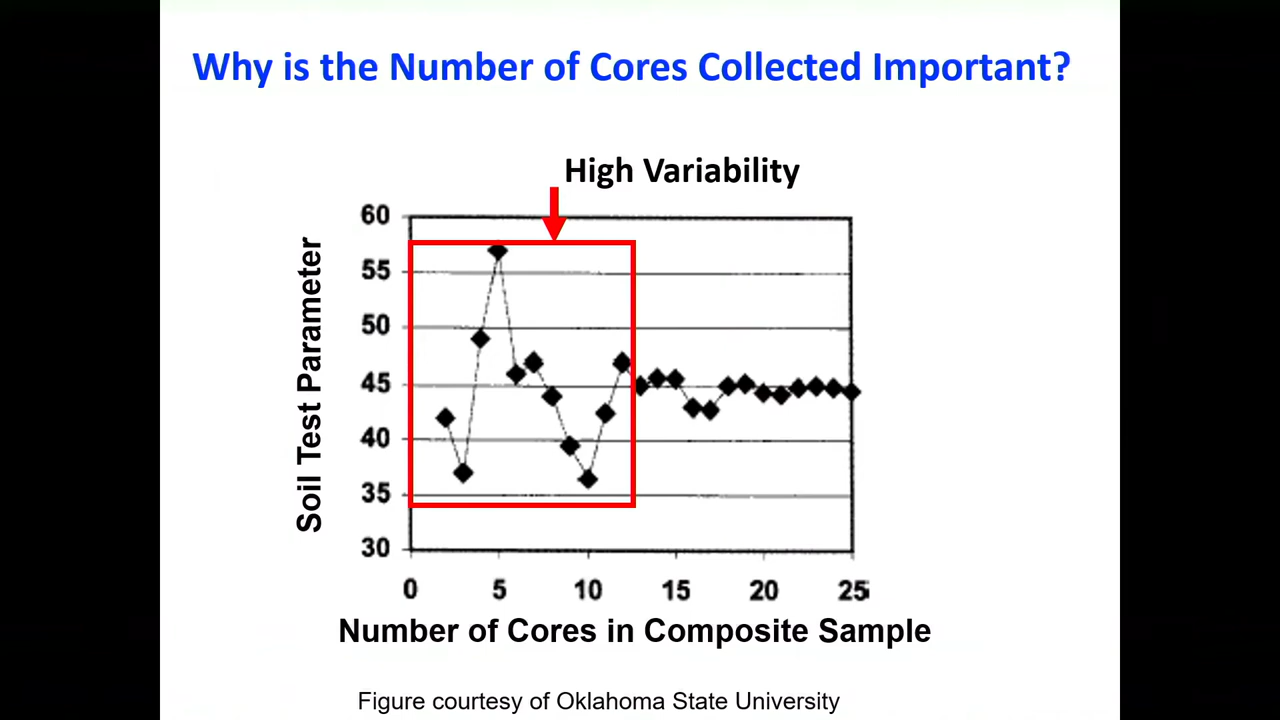 Why is the Number of Cores Collected Important?
High Variability
60
55
50
45
40
35
30
Soil Test Parameter
0 5 10 15 20 25
Number of Cores in Composite Sample
Figure courtesy of Oklahoma State University